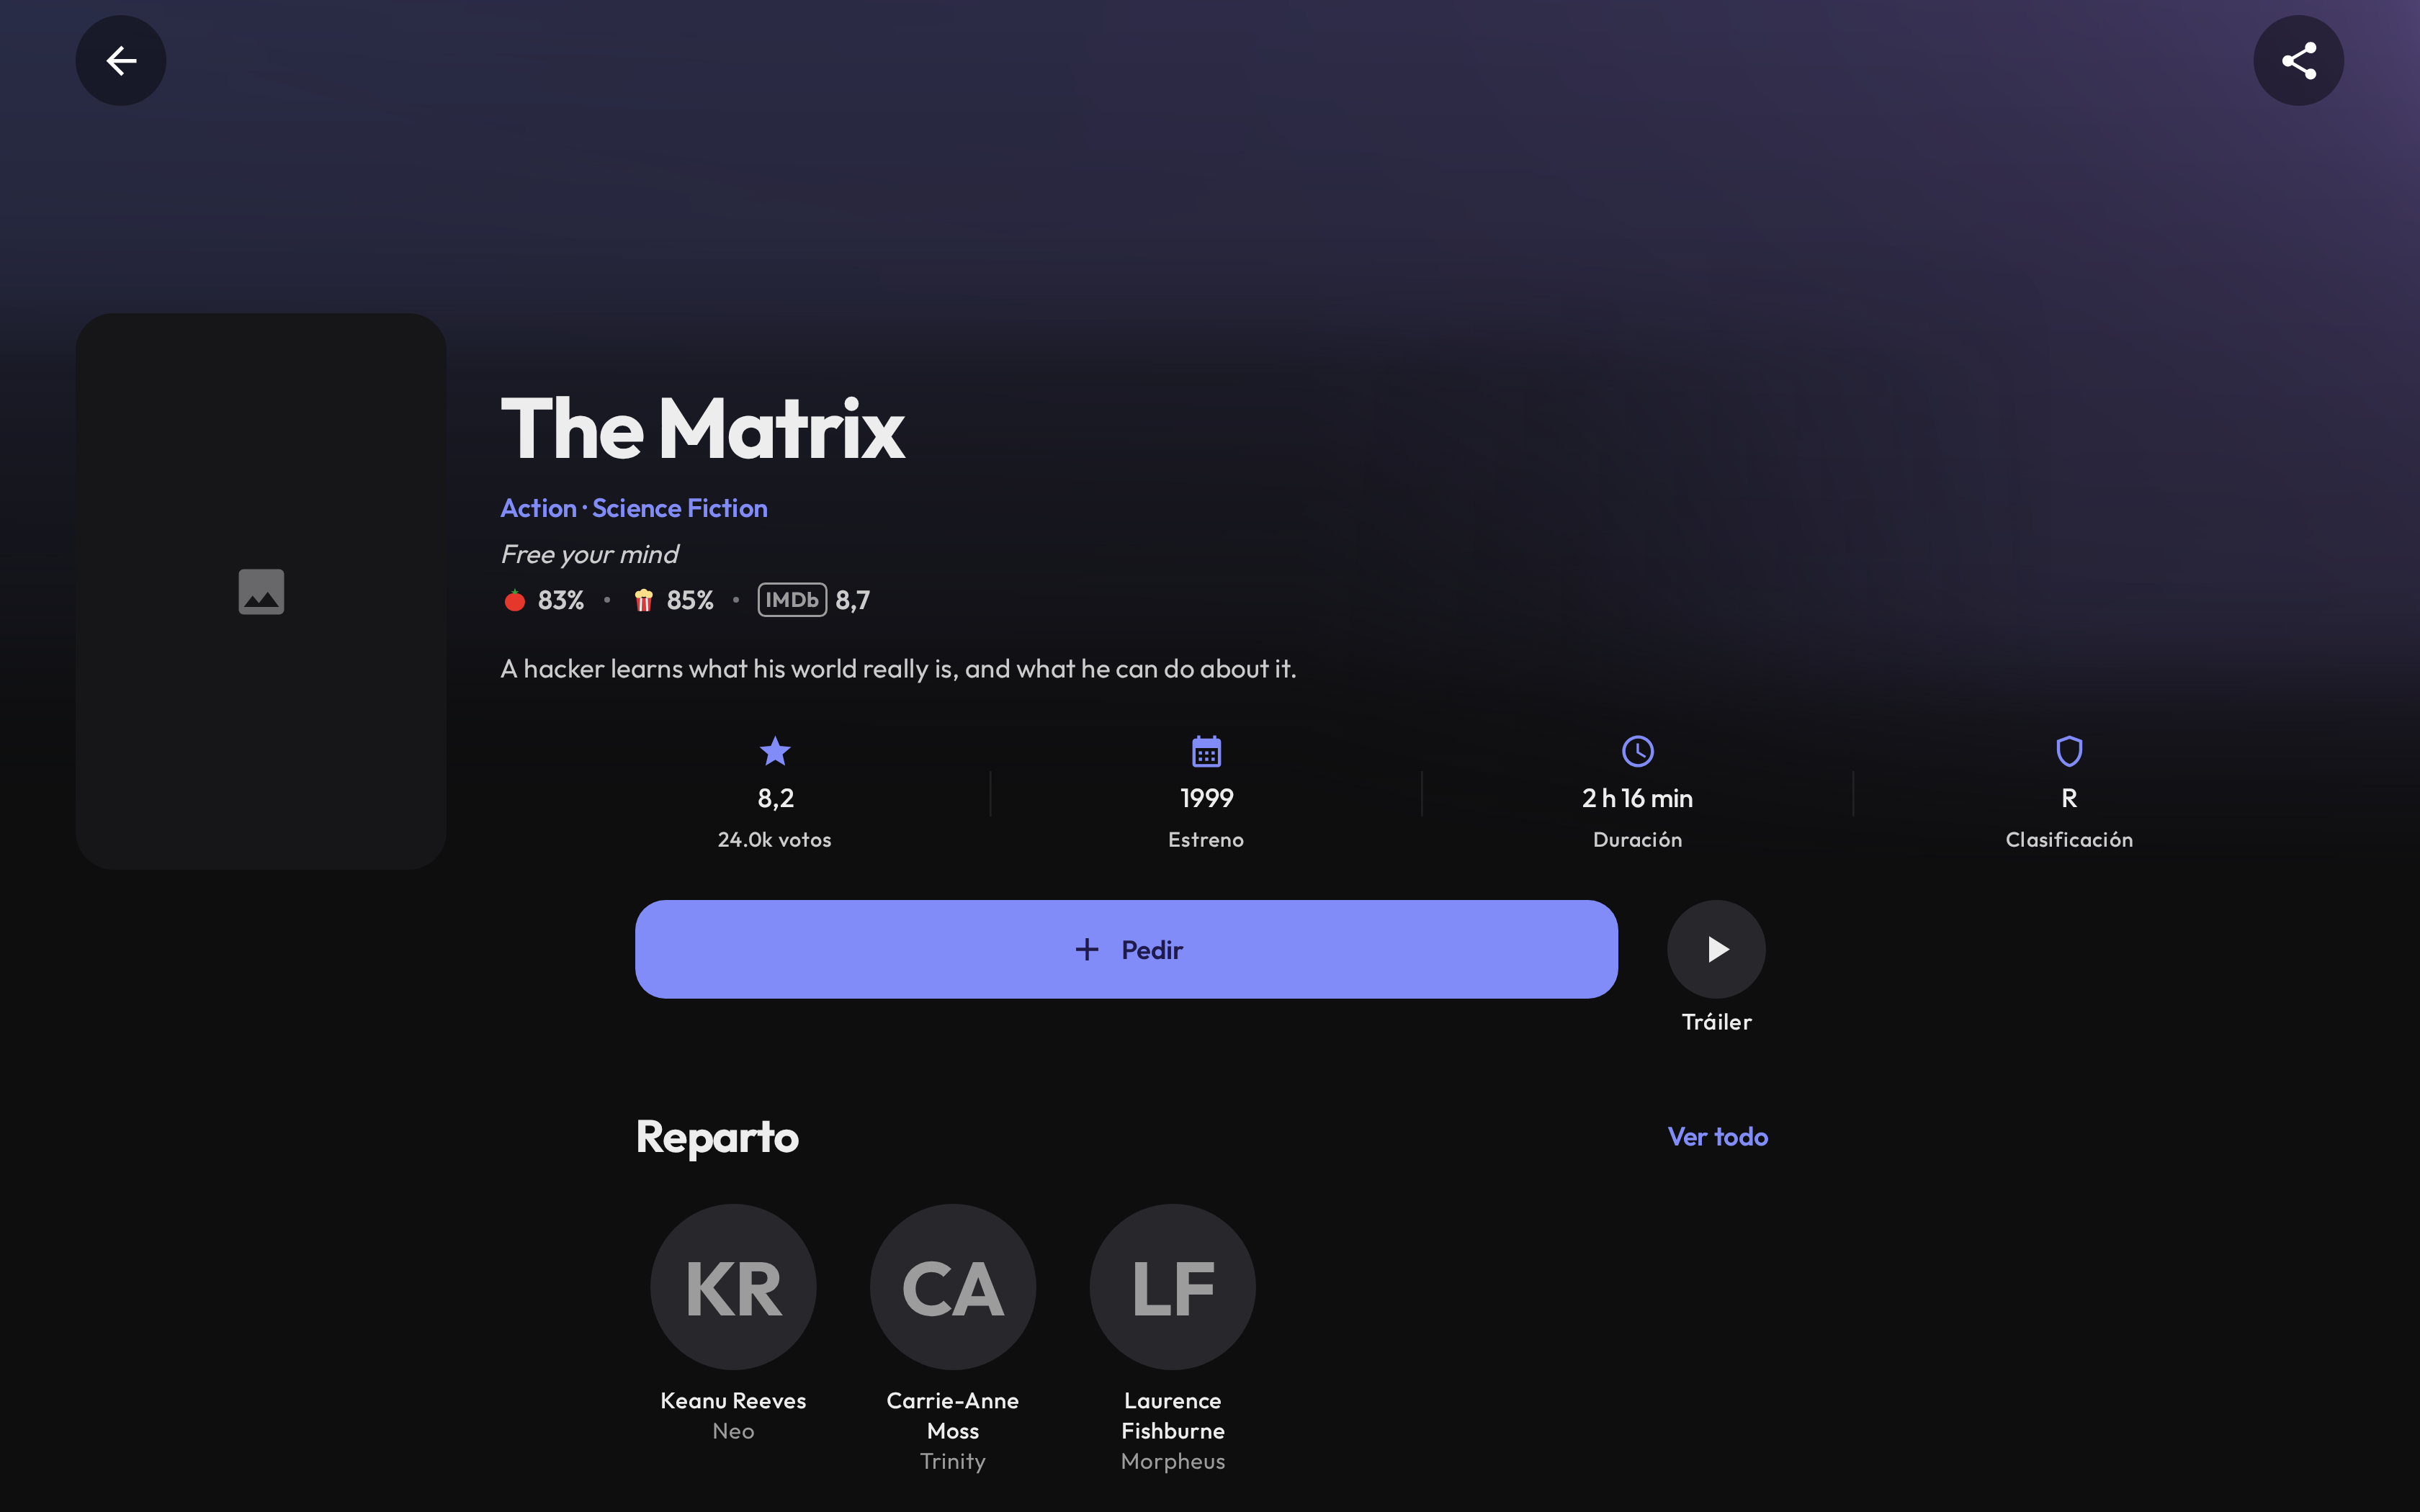 The Matrix
Action · Science Fiction
Free your mind
83% • 85% • IMDb 8,7
A hacker learns what his world really is, and what he can do about it.
8,2
24.0k votos
1999
Estreno
2 h 16 min
Duración
R
Clasificación
Pedir
Tráiler
Reparto
Ver todo
KR
Keanu Reeves
Neo
CA
Carrie-Anne
Moss
Trinity
LF
Laurence
Fishburne
Morpheus